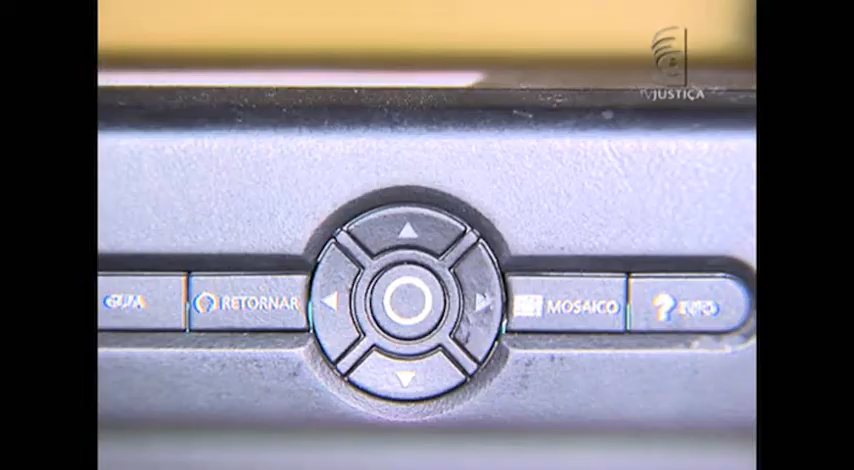 TVJUSTIÇA
GUIA
RETORNAR
MOSAICO
? INFO